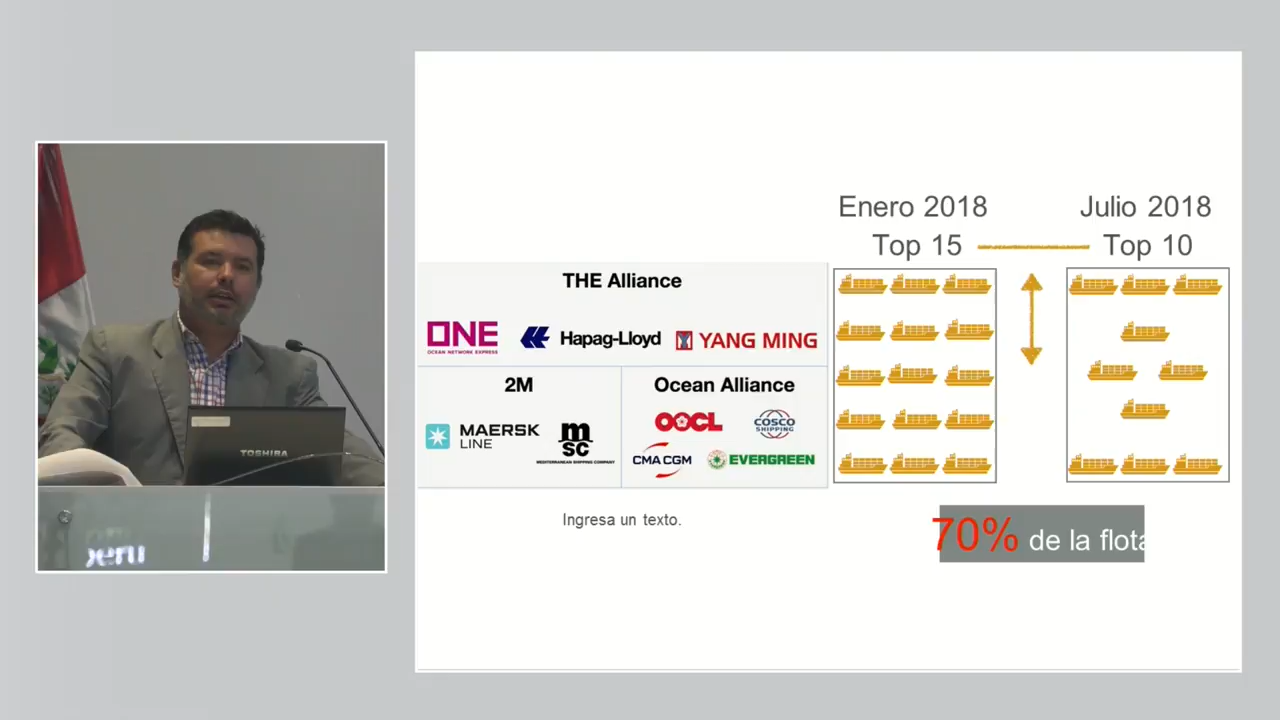 Enero 2018
Top 15
Julio 2018
Top 10
THE Alliance
ONE
OCEAN NETWORK EXPRESS
Hapag-Lloyd
YANG MING
2M
MAERSK
LINE
msc
MEDITERRANEAN SHIPPING COMPANY
Ocean Alliance
OOCL
COSCO
SHIPPING
CMA CGM
EVERGREEN
Ingresa un texto.
70% de la flota
TOSHIBA
peru